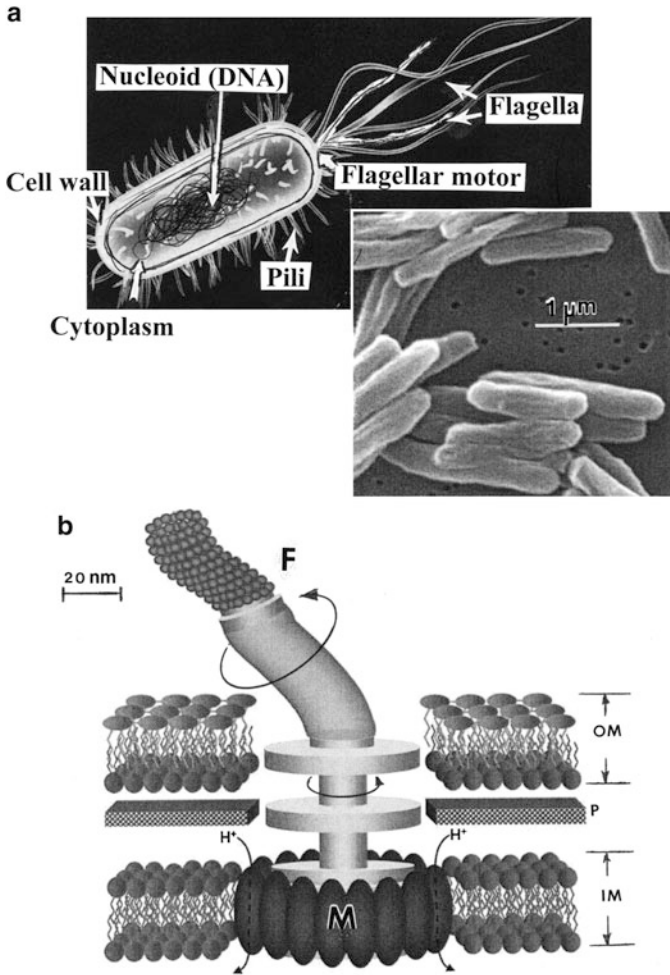 a
Nucleoid (DNA)
Flagella
Flagellar motor
Cell wall
Pili
Cytoplasm
1 μm
b
F
20 nm
OM
P
H+
H+
IM
M